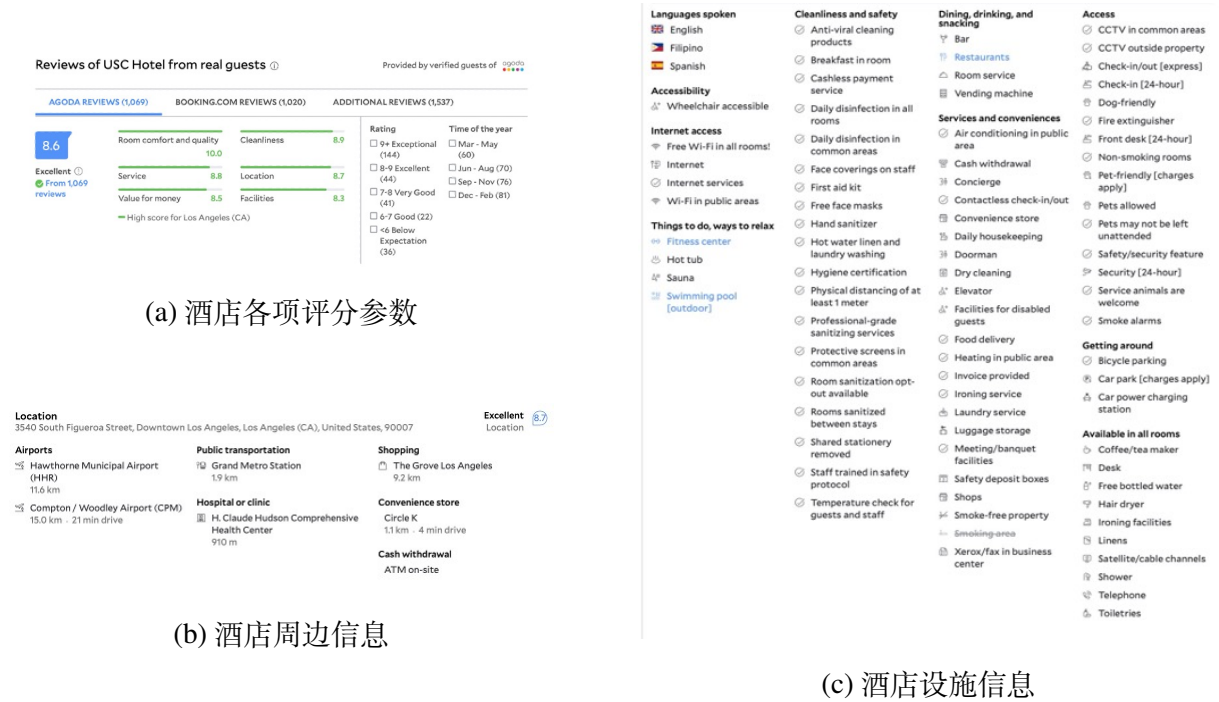 Reviews of USC Hotel from real guests
Provided by verified guests of agoda
AGODA REVIEWS (1,069)
BOOKING.COM REVIEWS (1,020)
ADDITIONAL REVIEWS (1,537)
8.6
Excellent
From 1,069
reviews
Room comfort and quality
10.0
Cleanliness 8.9
Service 8.8
Location 8.7
Value for money 8.5
Facilities 8.3
High score for Los Angeles (CA)
Rating
9+ Exceptional
(144)
8-9 Excellent
(44)
7-8 Very Good
(41)
6-7 Good (22)
<6 Below
Expectation
(36)
Time of the year
Mar - May
(60)
Jun - Aug (70)
Sep - Nov (76)
Dec - Feb (81)
(a) 酒店各项评分参数
Location
3540 South Figueroa Street, Downtown Los Angeles, Los Angeles (CA), United States, 90007
Excellent
Location
8.7
Airports
Hawthorne Municipal Airport
(HHR)
11.6 km
Compton / Woodley Airport (CPM)
15.0 km . 21 min drive
Public transportation
Grand Metro Station
1.9 km
Hospital or clinic
H. Claude Hudson Comprehensive
Health Center
910 m
Shopping
The Grove Los Angeles
9.2 km
Convenience store
Circle K
1.1 km . 4 min drive
Cash withdrawal
ATM on-site
(b) 酒店周边信息
Languages spoken
English
Filipino
Spanish
Accessibility
Wheelchair accessible
Internet access
Free Wi-Fi in all rooms!
Internet
Internet services
Wi-Fi in public areas
Things to do, ways to relax
Fitness center
Hot tub
Sauna
Swimming pool
[outdoor]
Cleanliness and safety
Anti-viral cleaning
products
Breakfast in room
Cashless payment
service
Daily disinfection in all
rooms
Daily disinfection in
common areas
Face coverings on staff
First aid kit
Free face masks
Hand sanitizer
Hot water linen and
laundry washing
Hygiene certification
Physical distancing of at
least 1 meter
Professional-grade
sanitizing services
Protective screens in
common areas
Room sanitization opt-
out available
Rooms sanitized
between stays
Shared stationery
removed
Staff trained in safety
protocol
Temperature check for
guests and staff
Dining, drinking, and
snacking
Bar
Restaurants
Room service
Vending machine
Services and conveniences
Air conditioning in public
area
Cash withdrawal
Concierge
Contactless check-in/out
Convenience store
Daily housekeeping
Doorman
Dry cleaning
Elevator
Facilities for disabled
guests
Food delivery
Heating in public area
Invoice provided
Ironing service
Laundry service
Luggage storage
Meeting/banquet
facilities
Safety deposit boxes
Shops
Smoke-free property
Smoking area
Xerox/fax in business
center
Access
CCTV in common areas
CCTV outside property
Check-in/out [express]
Check-in [24-hour]
Dog-friendly
Fire extinguisher
Front desk [24-hour]
Non-smoking rooms
Pet-friendly [charges
apply]
Pets allowed
Pets may not be left
unattended
Safety/security feature
Security [24-hour]
Service animals are
welcome
Smoke alarms
Getting around
Bicycle parking
Car park [charges apply]
Car power charging
station
Available in all rooms
Coffee/tea maker
Desk
Free bottled water
Hair dryer
Ironing facilities
Linens
Satellite/cable channels
Shower
Telephone
Toiletries
(c) 酒店设施信息